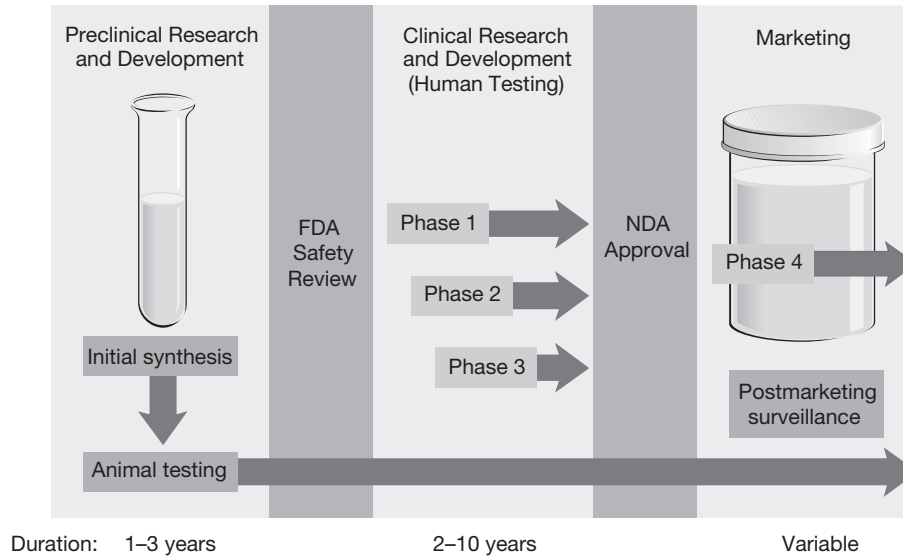 Preclinical Research
and Development
Initial synthesis
Animal testing
FDA
Safety
Review
Clinical Research
and Development
(Human Testing)
Phase 1
Phase 2
Phase 3
NDA
Approval
Marketing
Phase 4
Postmarketing
surveillance
Duration: 1–3 years 2–10 years Variable